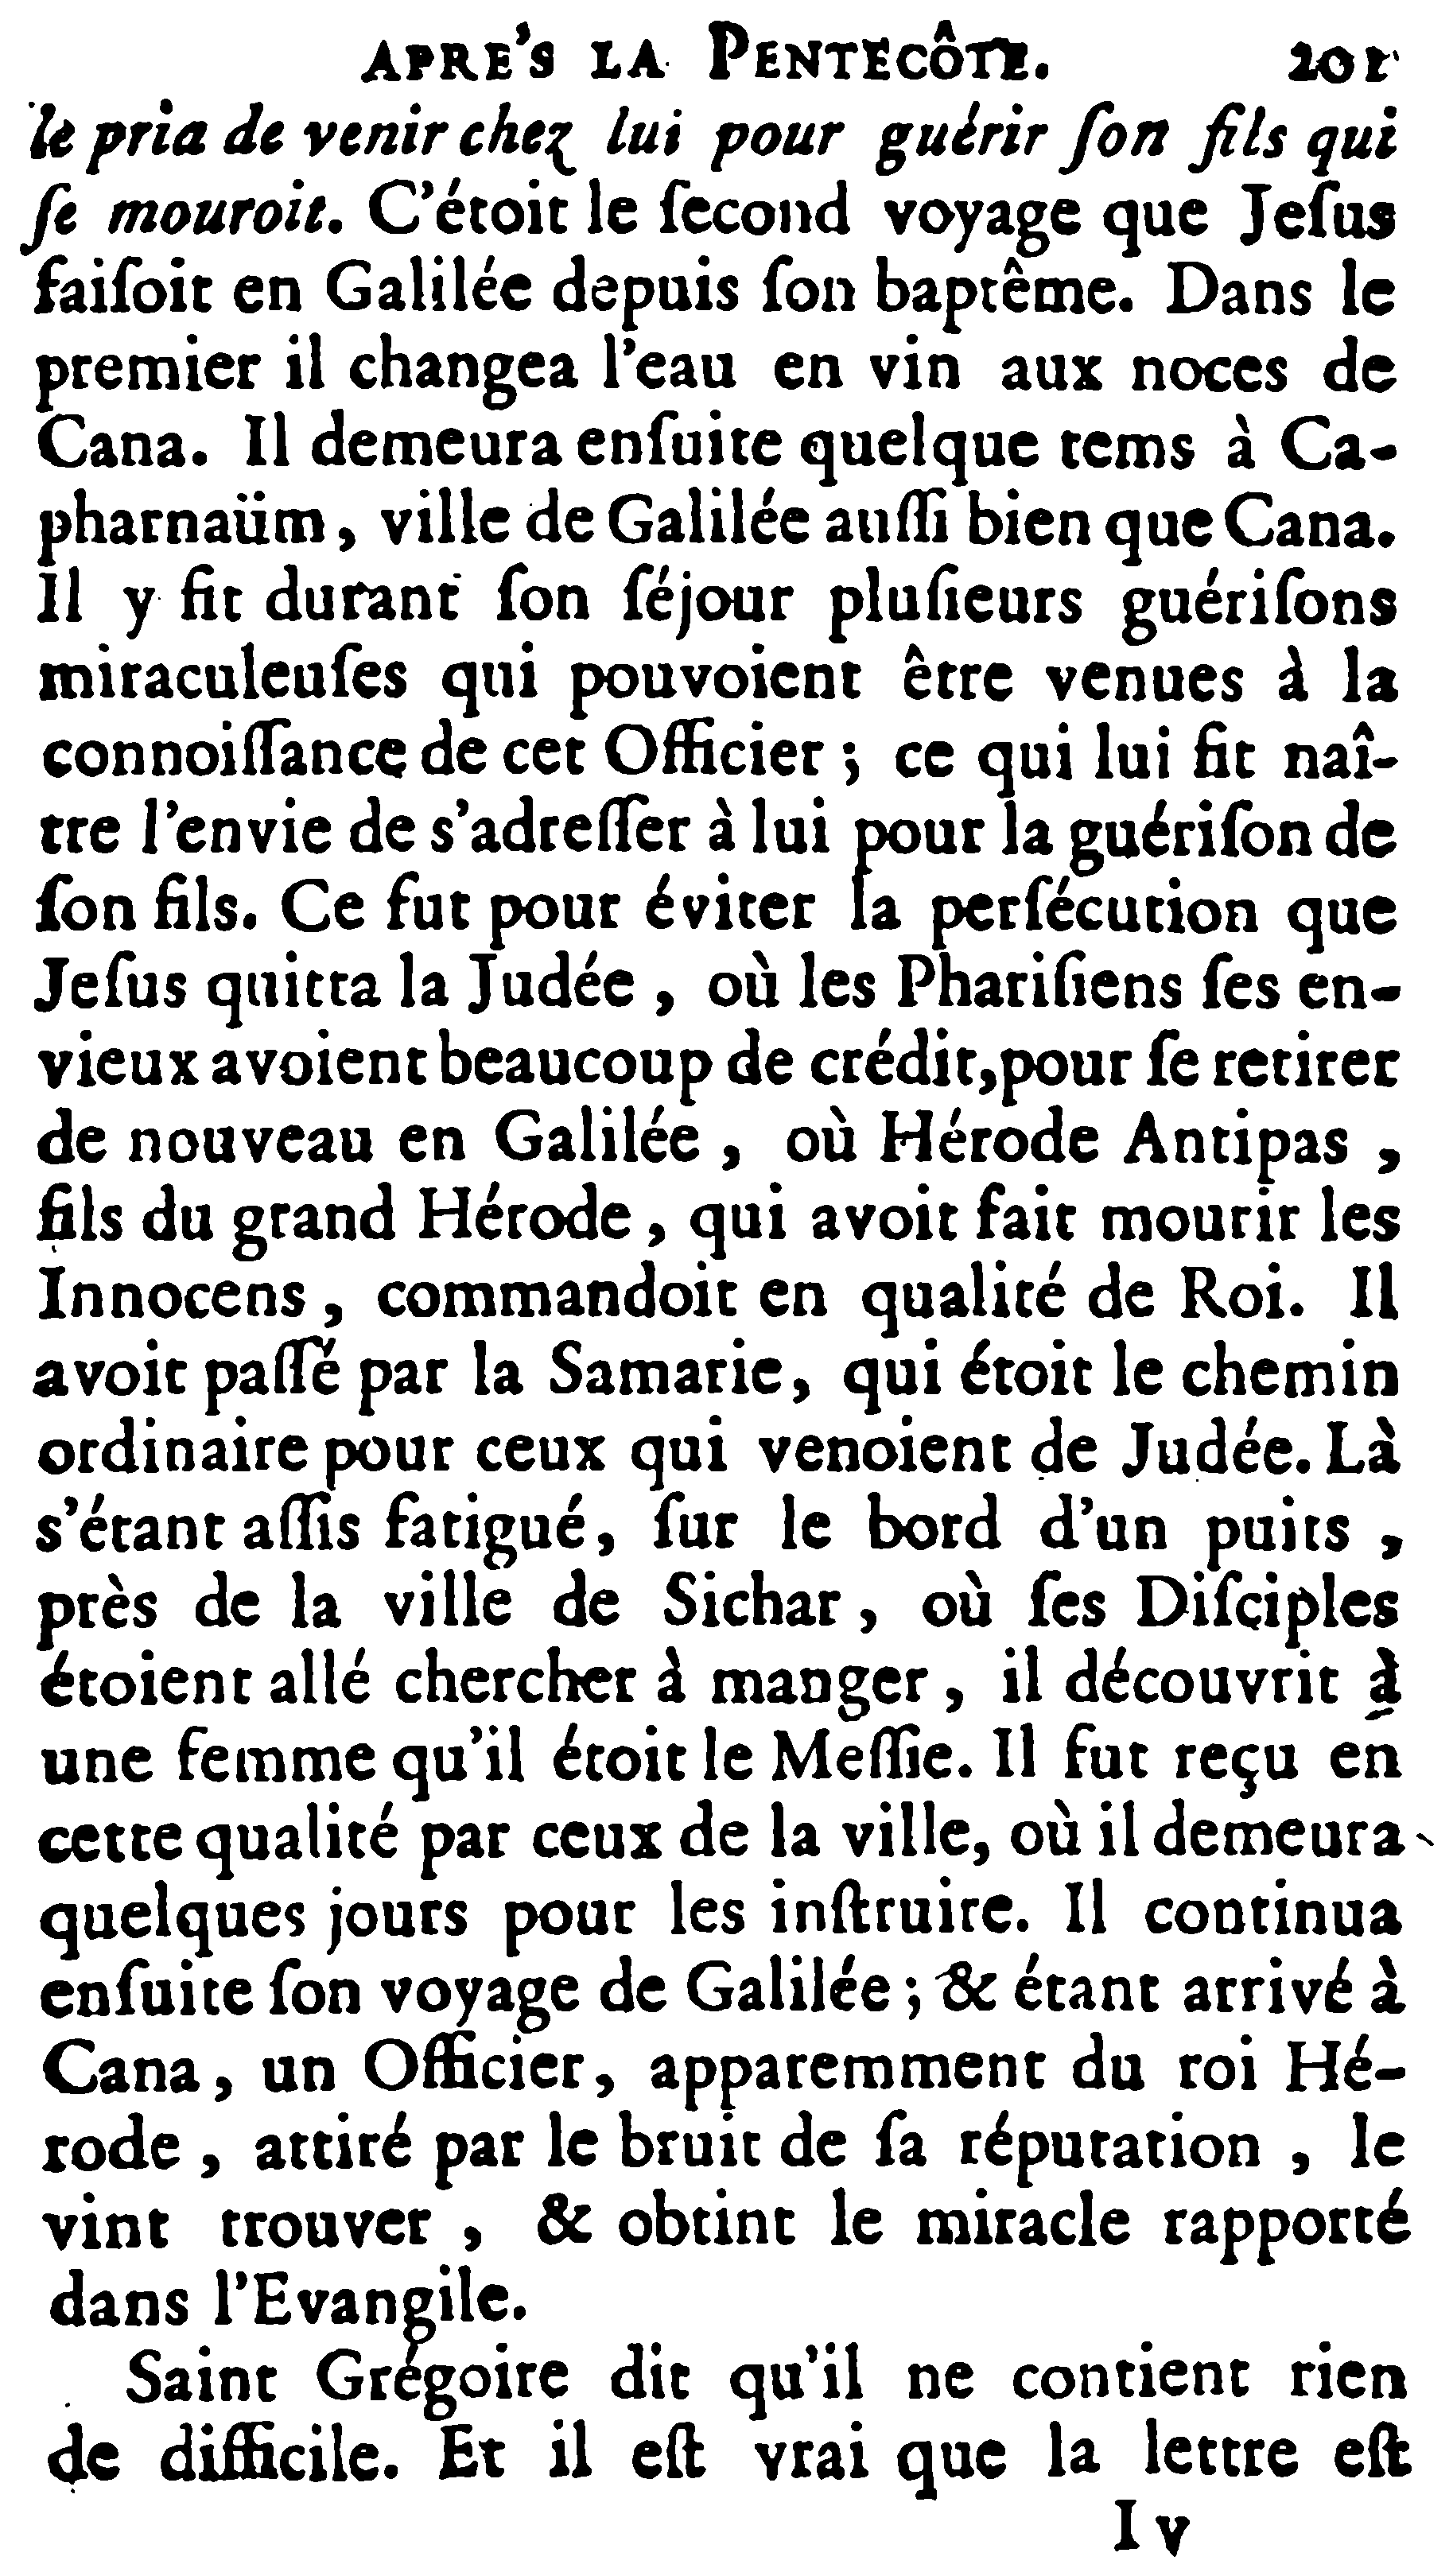 APRE'S LA PENTECÔTE. 201
le pria de venir chez lui pour guérir ſon fils qui
ſe mouroit. C'étoit le ſecond voyage que Jeſus
faiſoit en Galilée depuis ſon baptême. Dans le
premier il changea l'eau en vin aux noces de
Cana. Il demeura enſuite quelque tems à Ca-
pharnaüm, ville de Galilée auſſi bien que Cana.
Il y fit durant ſon ſéjour pluſieurs guériſons
miraculeuſes qui pouvoient être venues à la
connoiſſance de cet Officier ; ce qui lui fit naî-
tre l'envie de s'adreſſer à lui pour la guériſon de
ſon fils. Ce fut pour éviter la perſécution que
Jeſus quitta la Judée , où les Phariſiens ſes en-
vieux avoient beaucoup de crédit, pour ſe retirer
de nouveau en Galilée , où Hérode Antipas ,
fils du grand Hérode , qui avoit fait mourir les
Innocens , commandoit en qualité de Roi. Il
avoit paſſé par la Samarie, qui étoit le chemin
ordinaire pour ceux qui venoient de Judée. Là
s'étant aſſis fatigué, ſur le bord d'un puits ,
près de la ville de Sichar , où ſes Diſciples
étoient allé chercher à manger , il découvrit à
une femme qu'il étoit le Meſſie. Il fut reçu en
cette qualité par ceux de la ville, où il demeura
quelques jours pour les inſtruire. Il continua
enſuite ſon voyage de Galilée ; & étant arrivé à
Cana , un Officier, apparemment du roi Hé-
rode , attiré par le bruit de ſa réputation , le
vint trouver , & obtint le miracle rapporté
dans l'Evangile.
Saint Grégoire dit qu'il ne contient rien
de difficile. Et il eſt vrai que la lettre eſt
I v